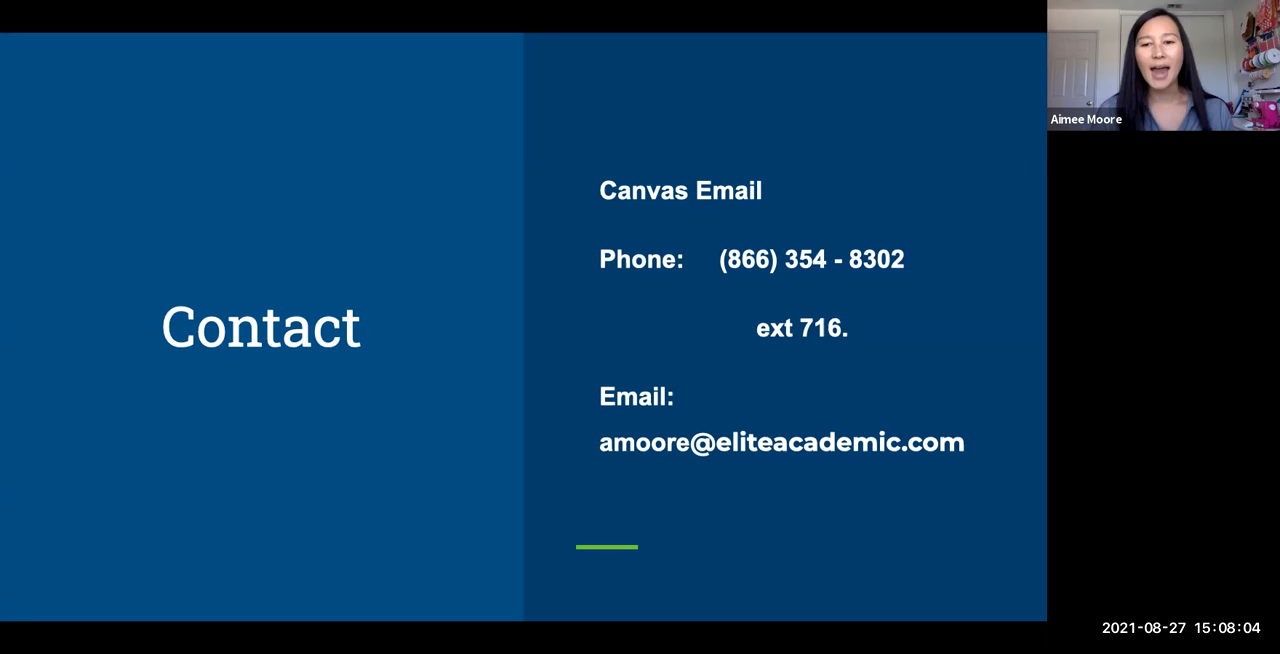 Aimee Moore
Canvas Email
Phone: (866) 354 - 8302
ext 716.
Contact
Email:
amoore@eliteacademic.com
2021-08-27 15:08:04